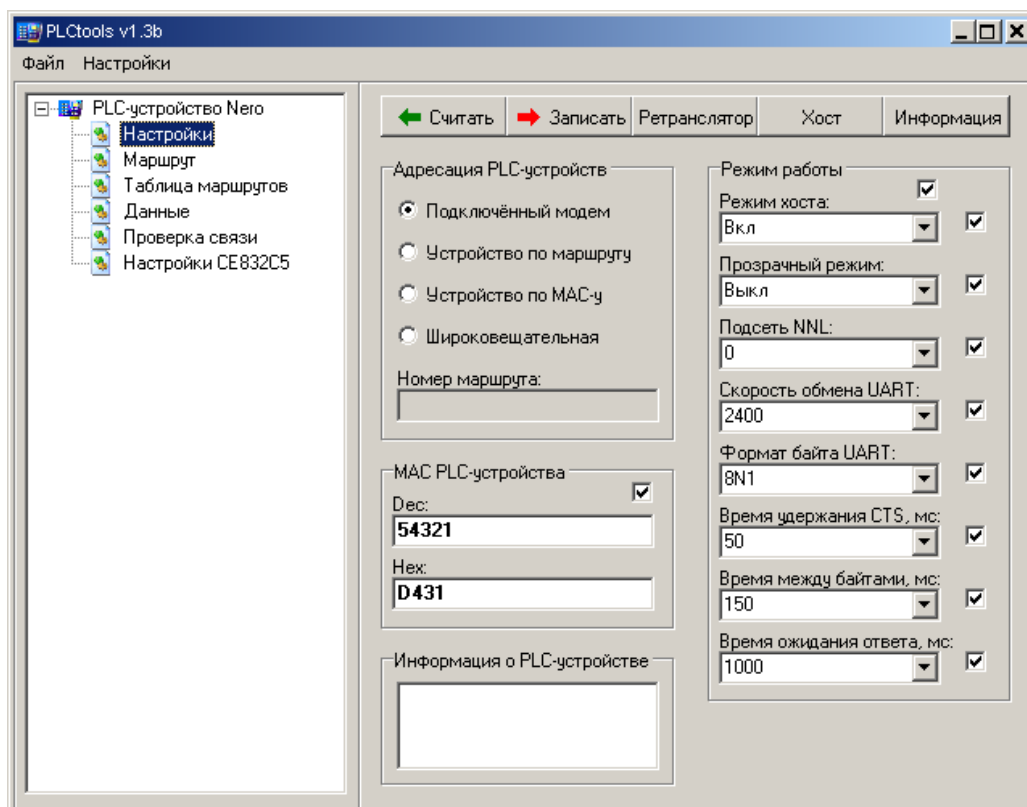 PLCtools v1.3b
Файл Настройки
PLC-устройство Nero
Настройки
Маршрут
Таблица маршрутов
Данные
Проверка связи
Настройки CE832C5
Считать Записать Ретранслятор Хост Информация
Адресация PLC-устройств
Подключённый модем
Устройство по маршруту
Устройство по MAC-у
Широковещательная
Номер маршрута:
MAC PLC-устройства
Dec:
54321
Hex:
D431
Информация о PLC-устройстве
Режим работы
Режим хоста:
Вкл
Прозрачный режим:
Выкл
Подсеть NNL:
0
Скорость обмена UART:
2400
Формат байта UART:
8N1
Время удержания CTS, мс:
50
Время между байтами, мс:
150
Время ожидания ответа, мс:
1000